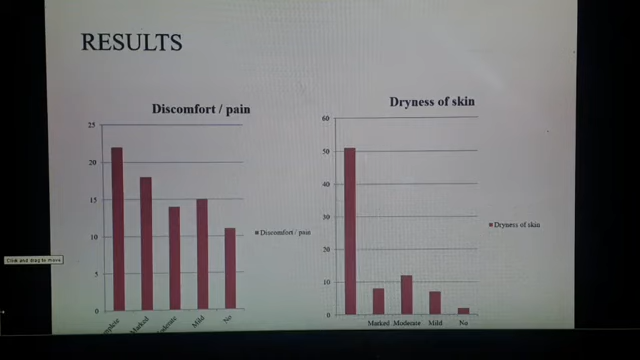 RESULTS
Discomfort / pain
25
20
15
10
5
0
Marked
Mild
No
Discomfort / pain
Dryness of skin
60
50
40
30
20
10
0
Marked
Moderate
Mild
No
Dryness of skin
Click and drag to move